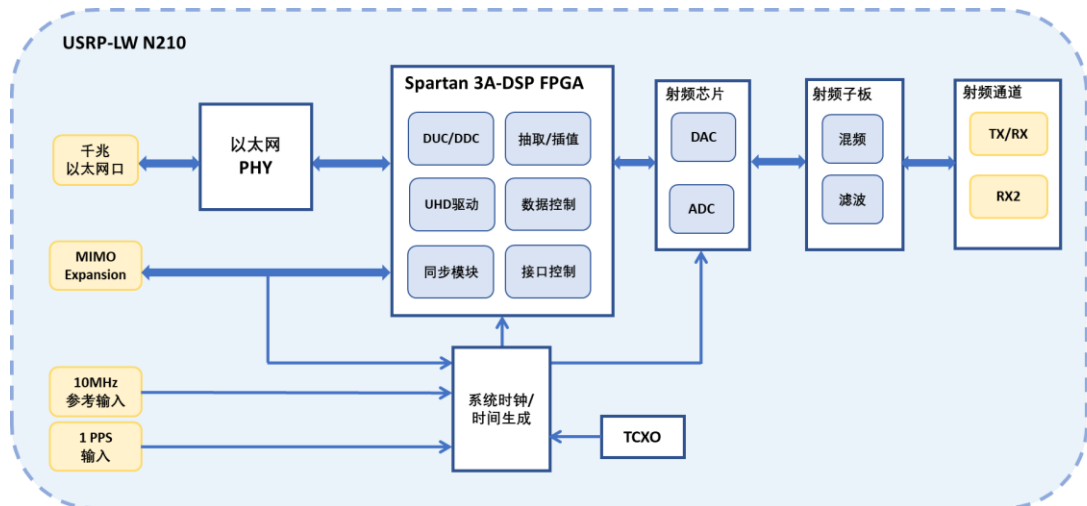 USRP-LW N210
千兆
以太网口
MIMO
Expansion
10MHz
参考输入
1 PPS
输入
以太网
PHY
Spartan 3A-DSP FPGA
DUC/DDC
抽取/插值
UHD驱动
数据控制
同步模块
接口控制
系统时钟/
时间生成
TCXO
射频芯片
DAC
ADC
射频子板
混频
滤波
射频通道
TX/RX
RX2